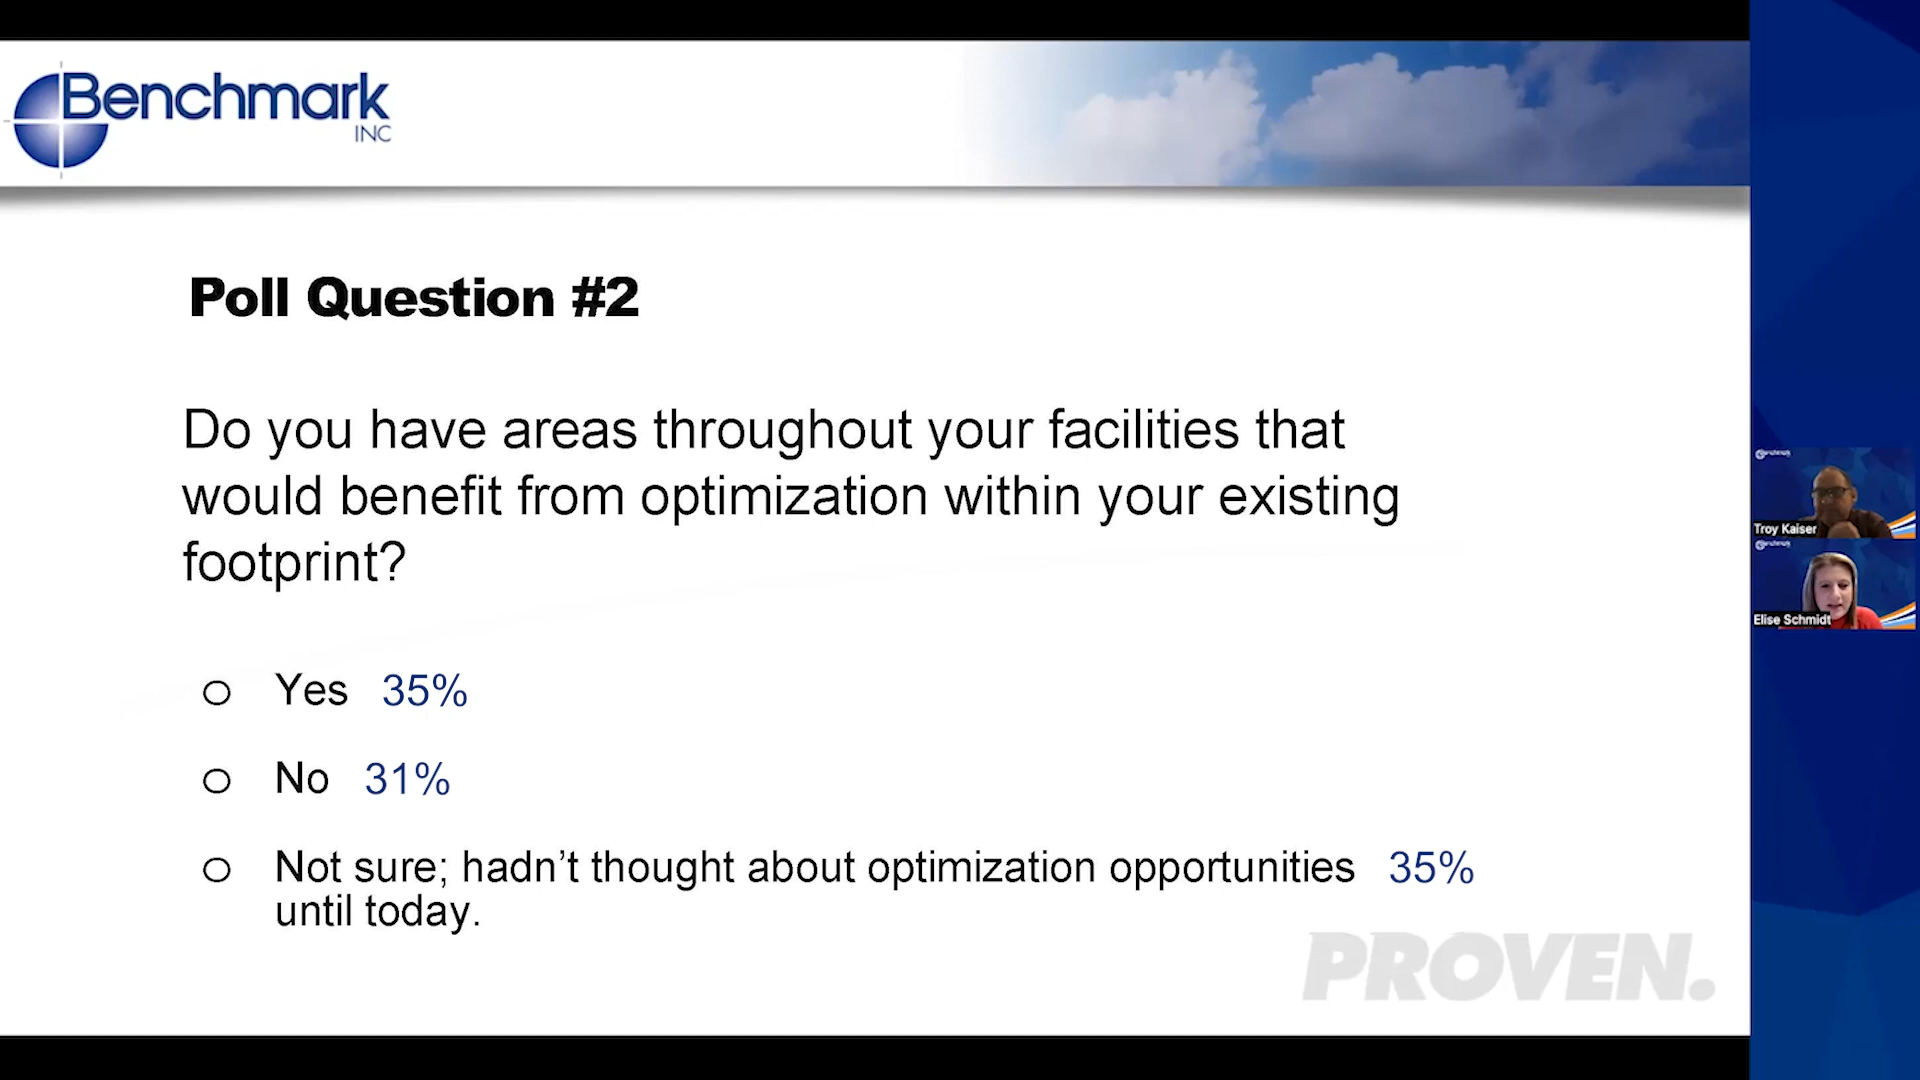 Benchmark
INC
Poll Question #2
Do you have areas throughout your facilities that
would benefit from optimization within your existing
footprint?
Yes 35%
No 31%
Not sure; hadn’t thought about optimization opportunities 35%
until today.
PROVEN.
Benchmark
Troy Kaiser
Benchmark
Elise Schmidt